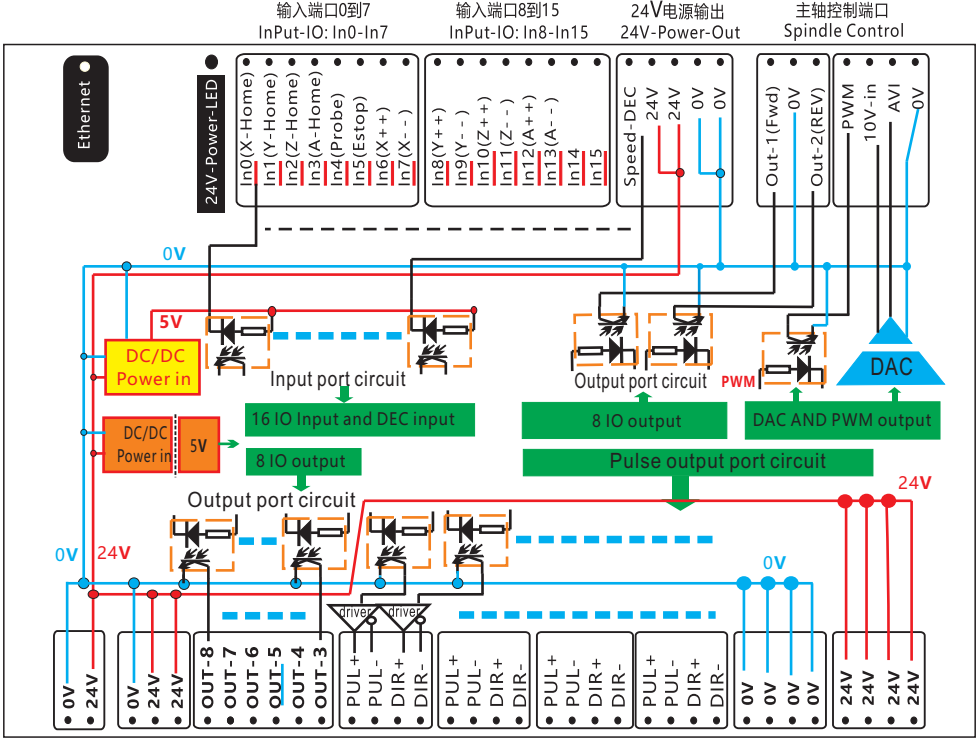 输入端口0到7
InPut-IO: In0-In7
输入端口8到15
InPut-IO: In8-In15
24V电源输出
24V-Power-Out
主轴控制端口
Spindle Control
Ethernet
24V-Power-LED
In0(X-Home)
In1(Y-Home)
In2(Z-Home)
In3(A-Home)
In4(Probe)
In5(Estop)
In6(X++)
In7(X--)
In8(Y++)
In9(Y--)
In10(Z++)
In11(Z--)
In12(A++)
In13(A--)
In14
In15
Speed-DEC
24V
24V
0V
0V
Out-1(Fwd)
0V
Out-2(REV)
PWM
10V-in
AVI
0V
0V
5V
DC/DC
Power in
Input port circuit
16 IO Input and DEC input
Output port circuit
8 IO output
PWM
DAC
DAC AND PWM output
DC/DC
Power in
5V
8 IO output
Output port circuit
Pulse output port circuit
24V
0V
24V
0V
driver
driver
0V
24V
0V
24V
24V
OUT-8
OUT-7
OUT-6
OUT-5
OUT-4
OUT-3
PUL+
PUL-
DIR+
DIR-
PUL+
PUL-
DIR+
DIR-
PUL+
PUL-
DIR+
DIR-
PUL+
PUL-
DIR+
DIR-
0V
0V
0V
0V
24V
24V
24V
24V